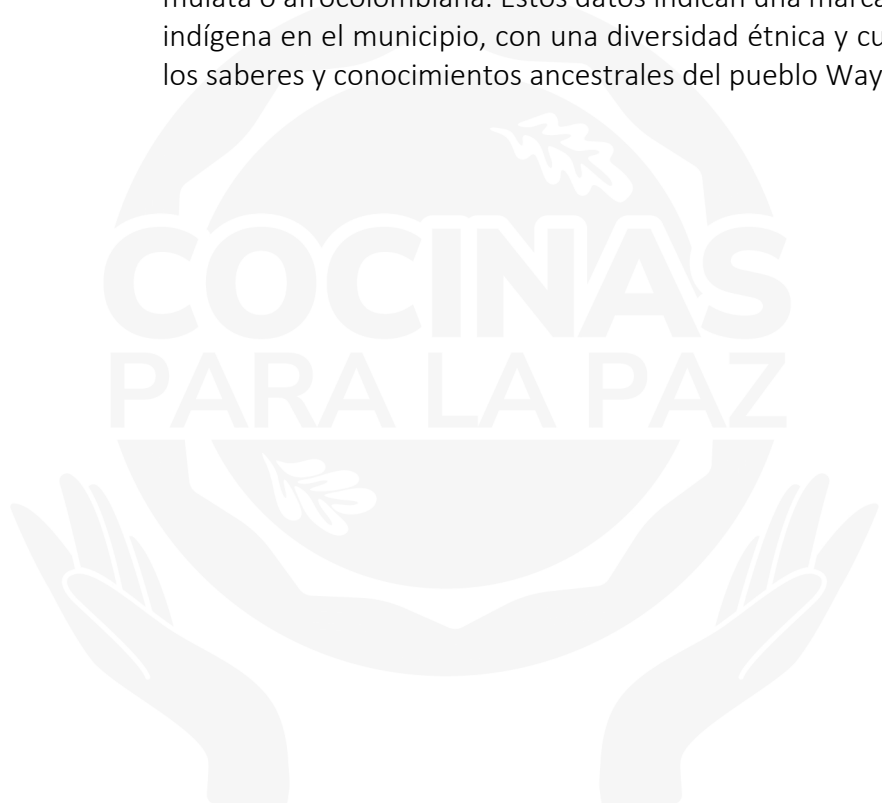 mulata o afrocolombiana. Estos datos indican una marca
indígena en el municipio, con una diversidad étnica y cu
los saberes y conocimientos ancestrales del pueblo Way
COCINAS
PARA LA PAZ